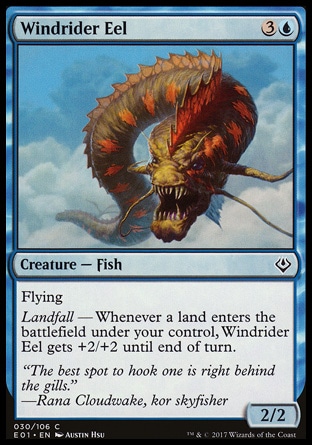 Windrider Eel 3
Creature — Fish
Flying
Landfall — Whenever a land enters the
battlefield under your control, Windrider
Eel gets +2/+2 until end of turn.
"The best spot to hook one is right behind
the gills."
—Rana Cloudwake, kor skyfisher
2/2
030/106 C
E01 • EN Austin Hsu
™ & © 2017 Wizards of the Coast